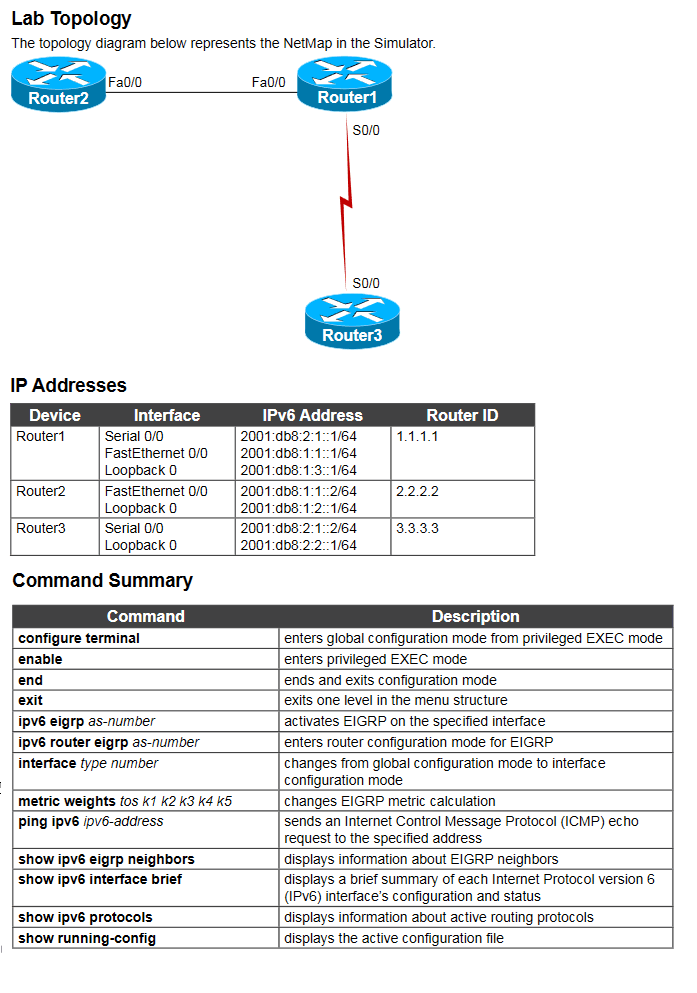 Lab Topology
The topology diagram below represents the NetMap in the Simulator.
Fa0/0 Fa0/0
Router2 Router1
S0/0
S0/0
Router3
IP Addresses
Device Interface IPv6 Address Router ID
Router1 Serial 0/0 2001:db8:2:1::1/64 1.1.1.1
FastEthernet 0/0 2001:db8:1:1::1/64
Loopback 0 2001:db8:1:3::1/64
Router2 FastEthernet 0/0 2001:db8:1:1::2/64 2.2.2.2
Loopback 0 2001:db8:1:2::1/64
Router3 Serial 0/0 2001:db8:2:1::2/64 3.3.3.3
Loopback 0 2001:db8:2:2::1/64
Command Summary
Command Description
configure terminal enters global configuration mode from privileged EXEC mode
enable enters privileged EXEC mode
end ends and exits configuration mode
exit exits one level in the menu structure
ipv6 eigrp as-number activates EIGRP on the specified interface
ipv6 router eigrp as-number enters router configuration mode for EIGRP
interface type number changes from global configuration mode to interface
configuration mode
metric weights tos k1 k2 k3 k4 k5 changes EIGRP metric calculation
ping ipv6 ipv6-address sends an Internet Control Message Protocol (ICMP) echo
request to the specified address
show ipv6 eigrp neighbors displays information about EIGRP neighbors
show ipv6 interface brief displays a brief summary of each Internet Protocol version 6
(IPv6) interface's configuration and status
show ipv6 protocols displays information about active routing protocols
show running-config displays the active configuration file